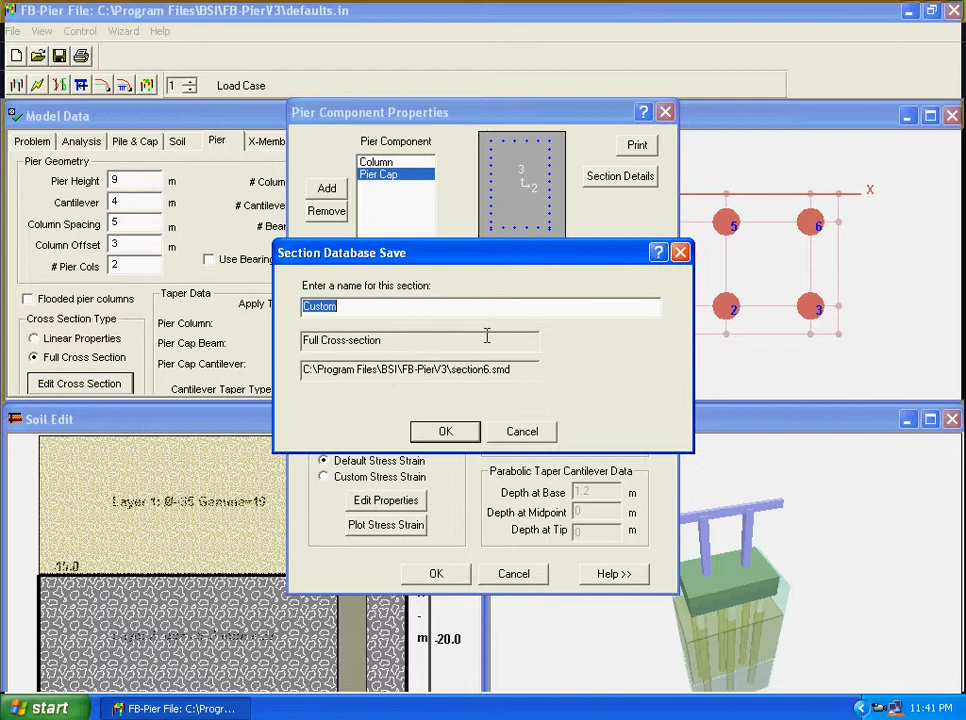 FB-Pier File: C:\Program Files\BSI\FB-PierV3\defaults.in
File View Control Wizard Help
1 Load Case
Model Data
Problem Analysis Pile & Cap Soil Pier X-Memb
Pier Geometry
Pier Height 9 m
Cantilever 4 m
Column Spacing 5 m
Column Offset 3 m
# Pier Cols 2
# Column
# Cantilever
# Bear
Use Bearing
Flooded pier columns
Cross Section Type
Linear Properties
Full Cross Section
Edit Cross Section
Taper Data
Apply T
Pier Column:
Pier Cap Beam:
Pier Cap Cantilever:
Cantilever Taper Type
Pier Component Properties
Pier Component
Column
Pier Cap
Add
Remove
3
2
Print
Section Details
Section Database Save
Enter a name for this section:
Custom
Full Cross-section
C:\Program Files\BSI\FB-PierV3\section6.smd
OK Cancel
Default Stress Strain
Custom Stress Strain
Edit Properties
Plot Stress Strain
Parabolic Taper Cantilever Data
Depth at Base 1.2 m
Depth at Midpoint 0 m
Depth at Tip 0 m
OK Cancel Help >>
X
5 6
2 3
Soil Edit
Layer 1: Ø=35 Gamma=19
m
-20.0
start
FB-Pier File: C:\Progr...
11:41 PM